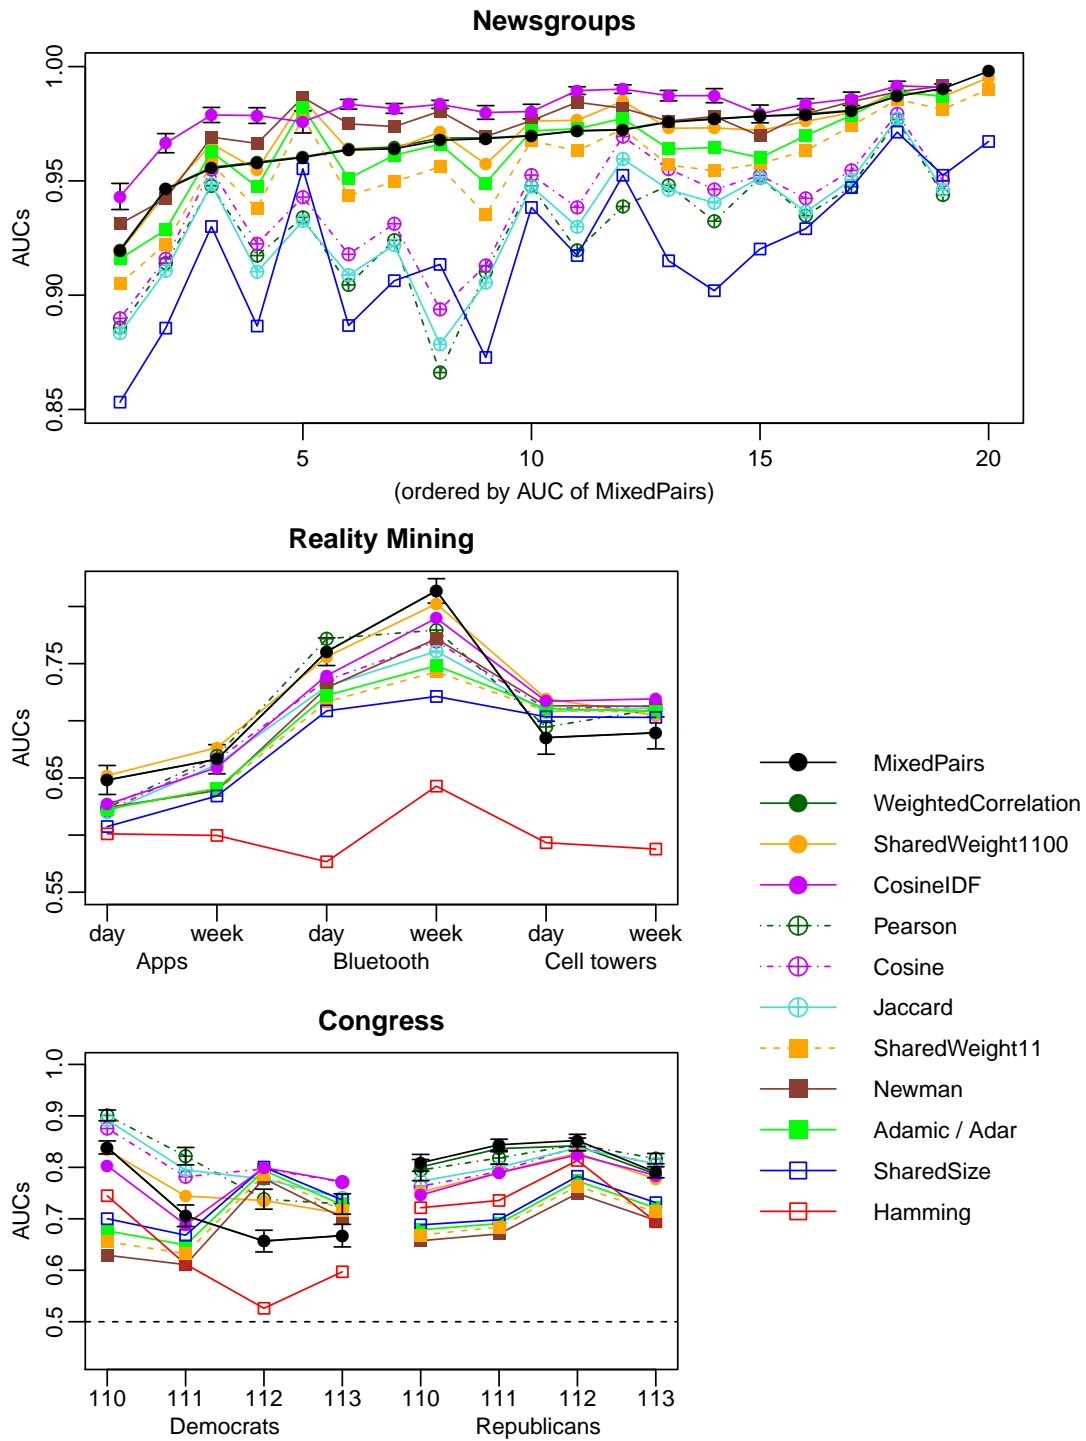 Newsgroups
AUCs
1.00
0.95
0.90
0.85
5
10
15
20
(ordered by AUC of MixedPairs)
Reality Mining
AUCs
0.75
0.65
0.55
day
week
day
week
day
week
Apps
Bluetooth
Cell towers
MixedPairs
WeightedCorrelation
SharedWeight1100
CosineIDF
Pearson
Cosine
Jaccard
SharedWeight11
Newman
Adamic / Adar
SharedSize
Hamming
Congress
AUCs
1.0
0.9
0.8
0.7
0.6
0.5
110
111
112
113
110
111
112
113
Democrats
Republicans